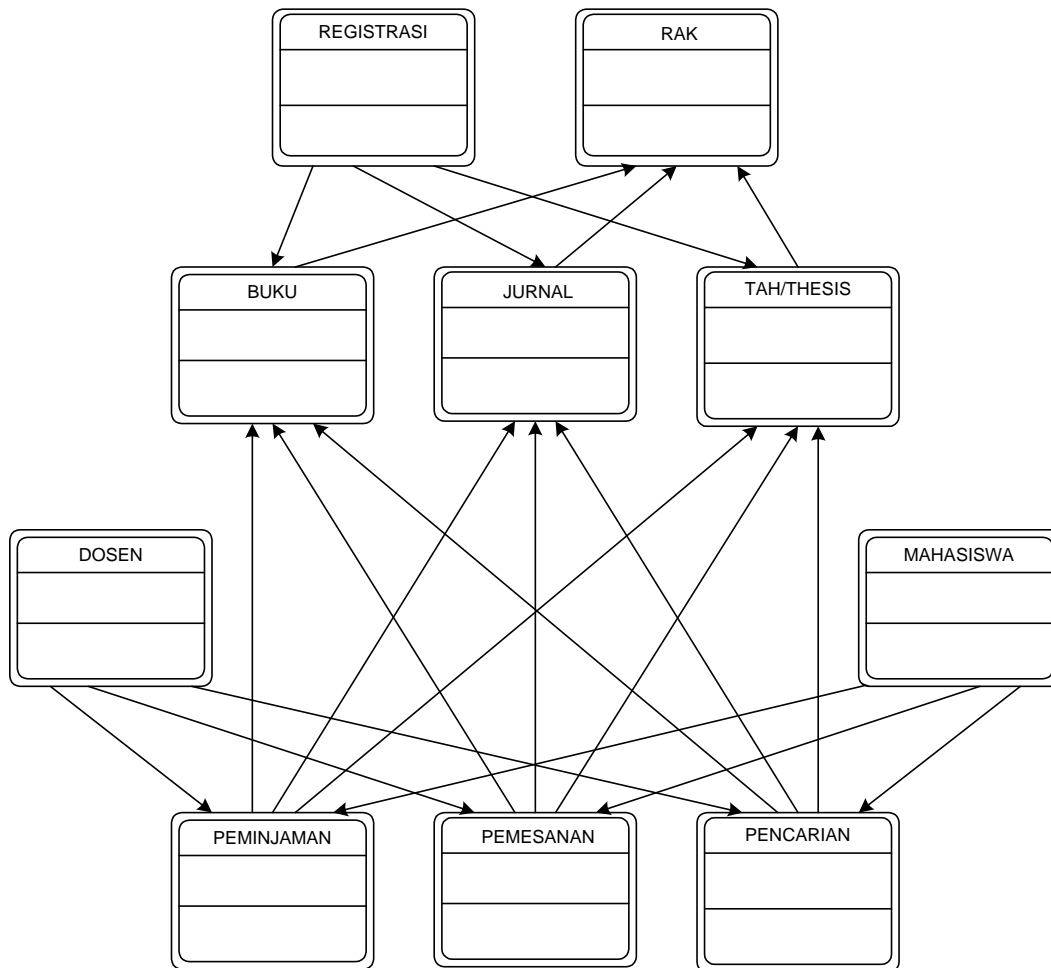 REGISTRASI
RAK
BUKU
JURNAL
TAH/THESIS
DOSEN
MAHASISWA
PEMINJAMAN
PEMESANAN
PENCARIAN